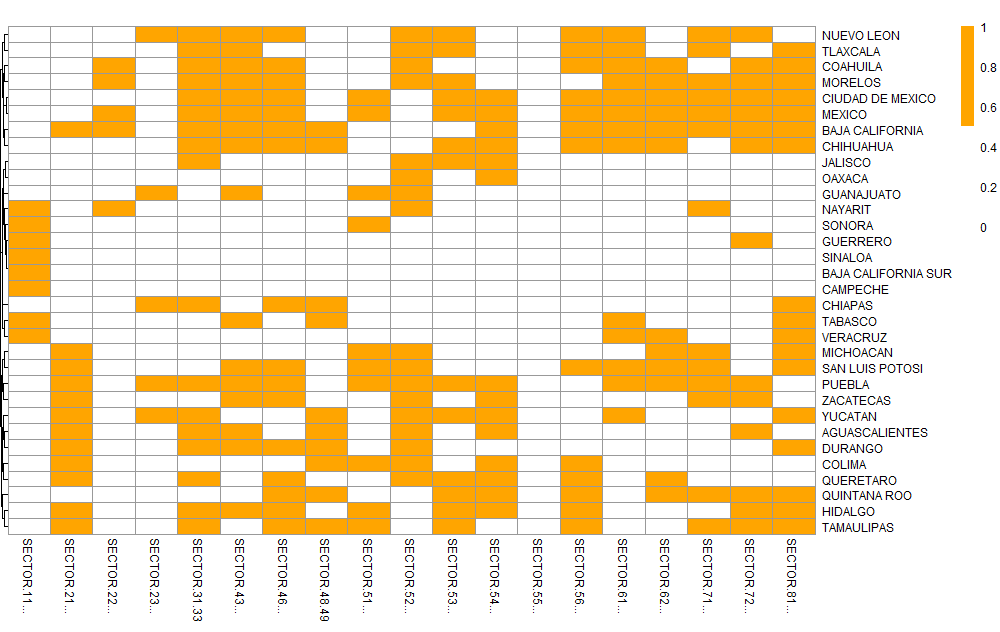 NUEVO LEON
TLAXCALA
COAHUILA
MORELOS
CIUDAD DE MEXICO
MEXICO
BAJA CALIFORNIA
CHIHUAHUA
JALISCO
OAXACA
GUANAJUATO
NAYARIT
SONORA
GUERRERO
SINALOA
BAJA CALIFORNIA SUR
CAMPECHE
CHIAPAS
TABASCO
VERACRUZ
MICHOACAN
SAN LUIS POTOSI
PUEBLA
ZACATECAS
YUCATAN
AGUASCALIENTES
DURANGO
COLIMA
QUERETARO
QUINTANA ROO
HIDALGO
TAMAULIPAS
1
0.8
0.6
0.4
0.2
0
SECTOR.11...
SECTOR.21...
SECTOR.22...
SECTOR.23...
SECTOR.31.33
SECTOR.43...
SECTOR.46...
SECTOR.48.49
SECTOR.51...
SECTOR.52...
SECTOR.53...
SECTOR.54...
SECTOR.55...
SECTOR.56...
SECTOR.61...
SECTOR.62...
SECTOR.71...
SECTOR.72...
SECTOR.81...